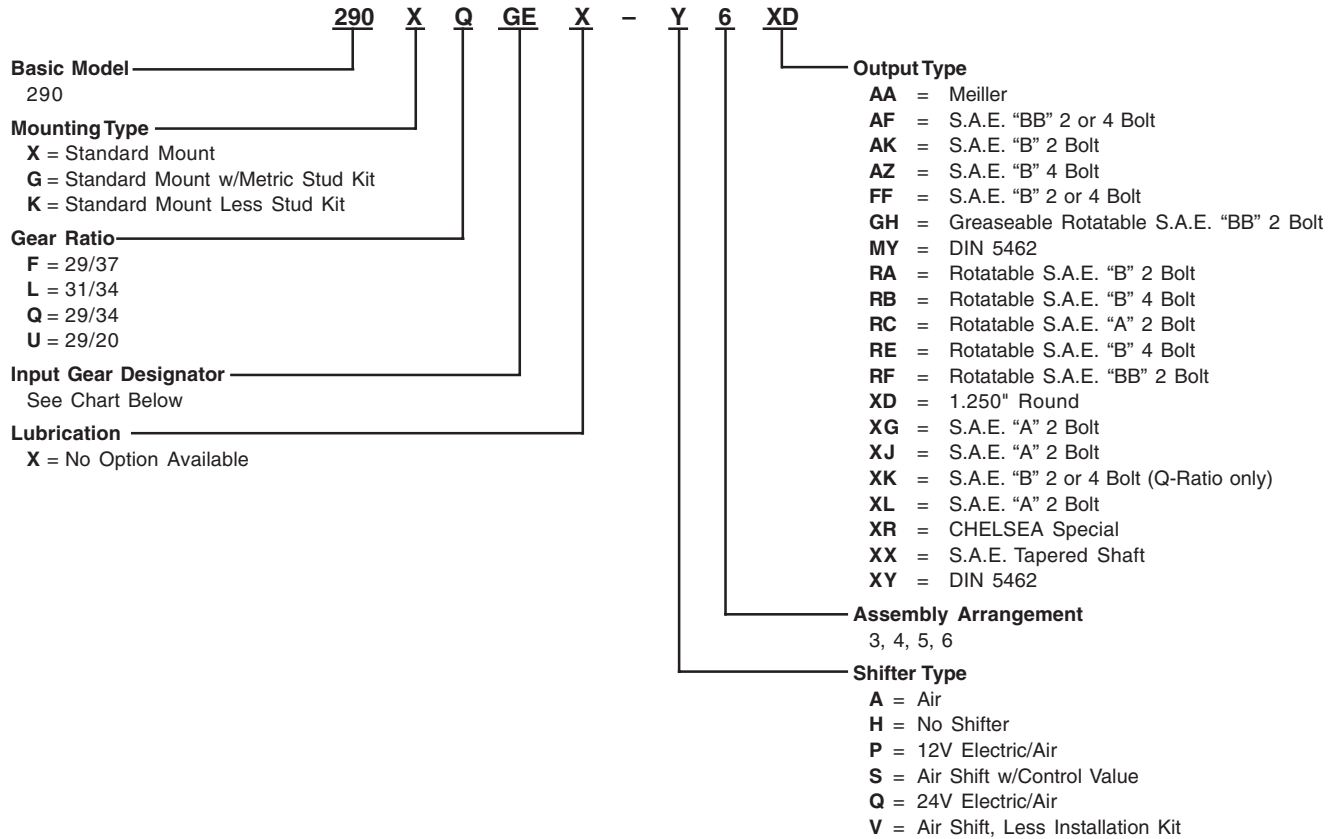 290 X Q GE X – Y 6 XD
Basic Model
290
Mounting Type
X = Standard Mount
G = Standard Mount w/Metric Stud Kit
K = Standard Mount Less Stud Kit
Gear Ratio
F = 29/37
L = 31/34
Q = 29/34
U = 29/20
Input Gear Designator
See Chart Below
Lubrication
X = No Option Available
Output Type
AA = Meiller
AF = S.A.E. “BB” 2 or 4 Bolt
AK = S.A.E. “B” 2 Bolt
AZ = S.A.E. “B” 4 Bolt
FF = S.A.E. “B” 2 or 4 Bolt
GH = Greaseable Rotatable S.A.E. “BB” 2 Bolt
MY = DIN 5462
RA = Rotatable S.A.E. “B” 2 Bolt
RB = Rotatable S.A.E. “B” 4 Bolt
RC = Rotatable S.A.E. “A” 2 Bolt
RE = Rotatable S.A.E. “B” 4 Bolt
RF = Rotatable S.A.E. “BB” 2 Bolt
XD = 1.250" Round
XG = S.A.E. “A” 2 Bolt
XJ = S.A.E. “A” 2 Bolt
XK = S.A.E. “B” 2 or 4 Bolt (Q-Ratio only)
XL = S.A.E. “A” 2 Bolt
XR = CHELSEA Special
XX = S.A.E. Tapered Shaft
XY = DIN 5462
Assembly Arrangement
3, 4, 5, 6
Shifter Type
A = Air
H = No Shifter
P = 12V Electric/Air
S = Air Shift w/Control Value
Q = 24V Electric/Air
V = Air Shift, Less Installation Kit